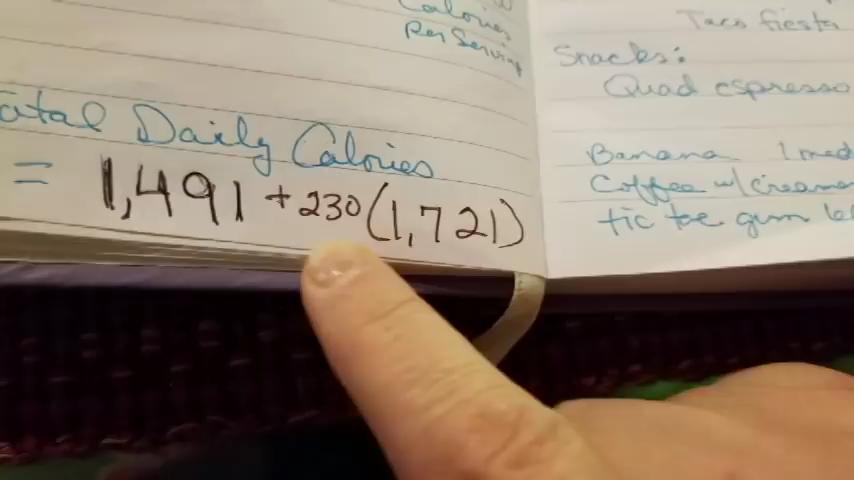 Calories
Per Serving
Total Daily Calories
= 1,491 + 230 (1,721)
Taco fiesta
Snacks:
Quad espresso
Banana 1 med
Coffee w/creamer
tic tac gum